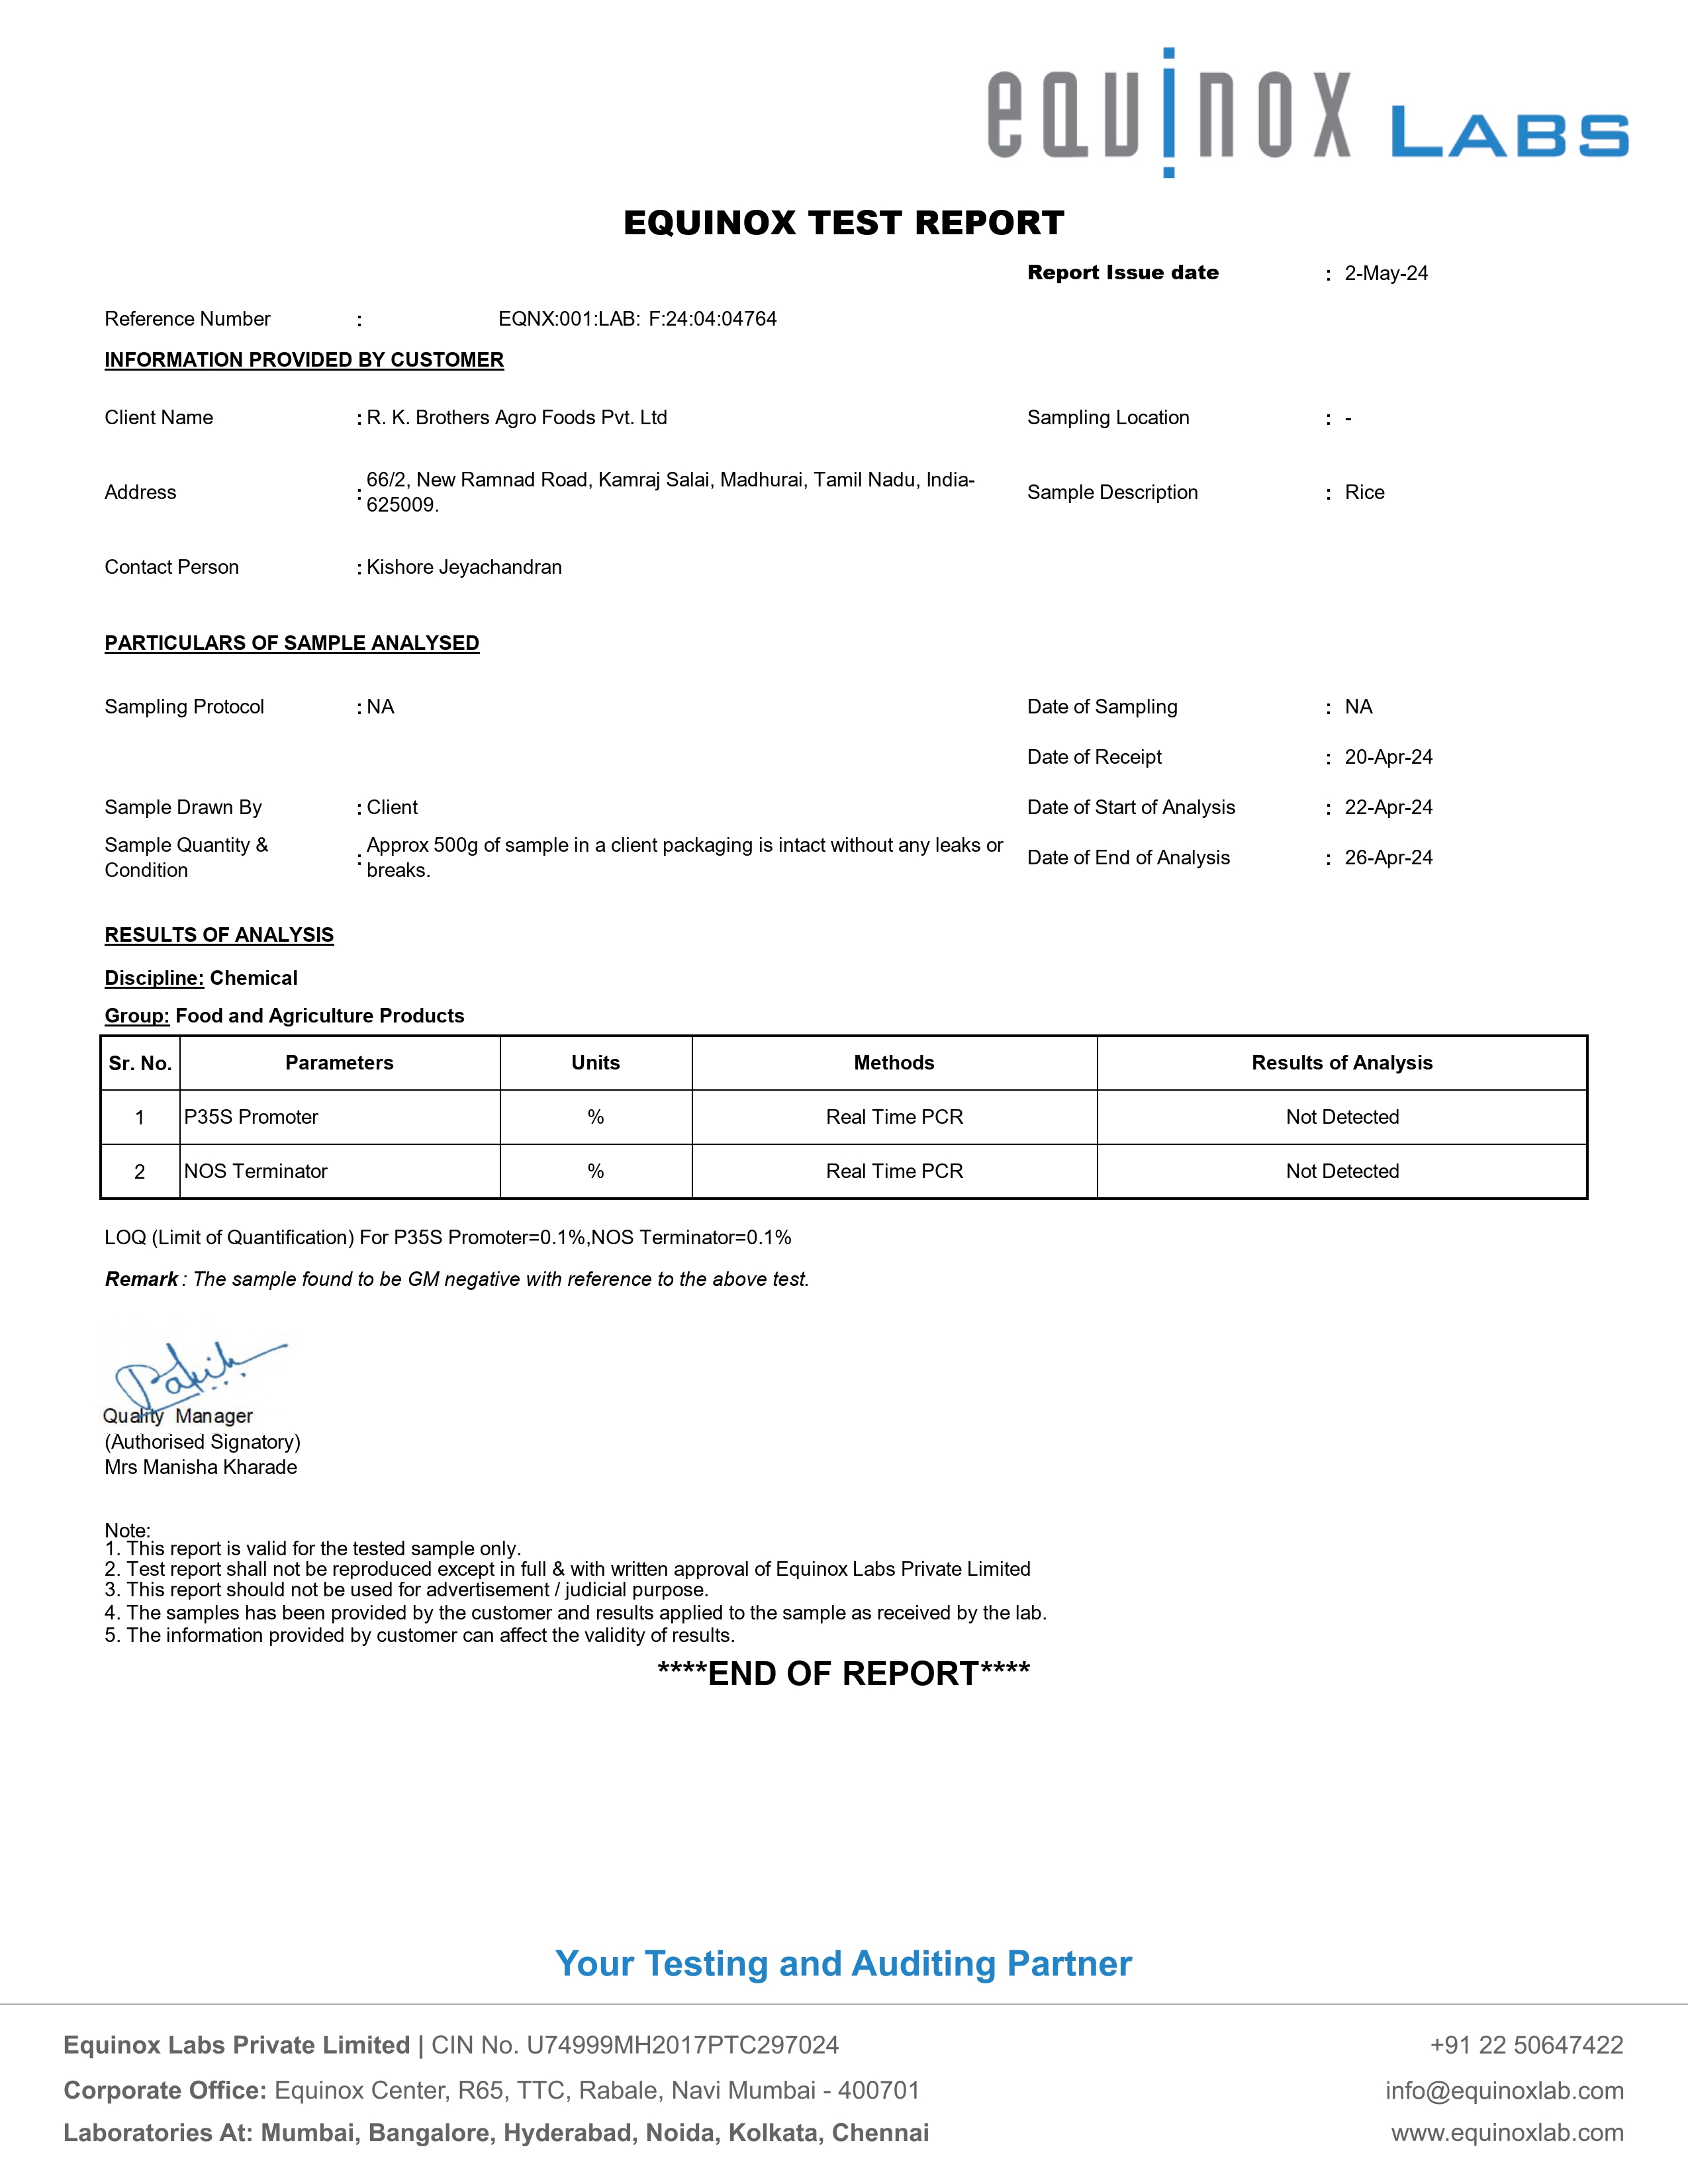 equinox LABS
EQUINOX TEST REPORT
Report Issue date : 2-May-24
Reference Number : EQNX:001:LAB: F:24:04:04764
INFORMATION PROVIDED BY CUSTOMER
Client Name : R. K. Brothers Agro Foods Pvt. Ltd Sampling Location : -
Address : 66/2, New Ramnad Road, Kamraj Salai, Madhurai, Tamil Nadu, India-
625009. Sample Description : Rice
Contact Person : Kishore Jeyachandran
PARTICULARS OF SAMPLE ANALYSED
Sampling Protocol : NA Date of Sampling : NA
Date of Receipt : 20-Apr-24
Sample Drawn By : Client Date of Start of Analysis : 22-Apr-24
Sample Quantity &
Condition : Approx 500g of sample in a client packaging is intact without any leaks or
breaks. Date of End of Analysis : 26-Apr-24
RESULTS OF ANALYSIS
Discipline: Chemical
Group: Food and Agriculture Products
Sr. No. Parameters Units Methods Results of Analysis
1 P35S Promoter % Real Time PCR Not Detected
2 NOS Terminator % Real Time PCR Not Detected
LOQ (Limit of Quantification) For P35S Promoter=0.1%,NOS Terminator=0.1%
Remark : The sample found to be GM negative with reference to the above test.
Quality Manager
(Authorised Signatory)
Mrs Manisha Kharade
Note:
1. This report is valid for the tested sample only.
2. Test report shall not be reproduced except in full & with written approval of Equinox Labs Private Limited
3. This report should not be used for advertisement / judicial purpose.
4. The samples has been provided by the customer and results applied to the sample as received by the lab.
5. The information provided by customer can affect the validity of results.
****END OF REPORT****
Your Testing and Auditing Partner
Equinox Labs Private Limited | CIN No. U74999MH2017PTC297024 +91 22 50647422
Corporate Office: Equinox Center, R65, TTC, Rabale, Navi Mumbai - 400701 info@equinoxlab.com
Laboratories At: Mumbai, Bangalore, Hyderabad, Noida, Kolkata, Chennai www.equinoxlab.com